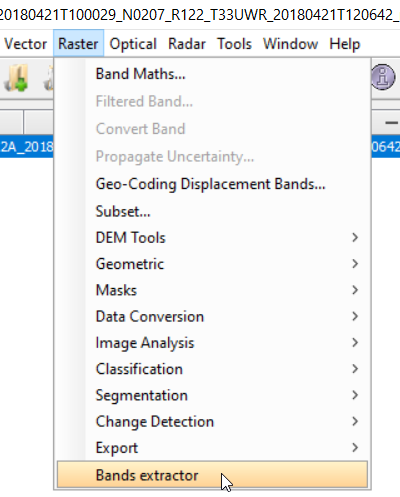 20180421T100029_N0207_R122_T33UWR_20180421T120642_
Vector Raster Optical Radar Tools Window Help
Band Maths...
Filtered Band...
Convert Band
2A_2018 0642
Propagate Uncertainty...
Geo-Coding Displacement Bands...
Subset...
DEM Tools
Geometric
Masks
Data Conversion
Image Analysis
Classification
Segmentation
Change Detection
Export
Bands extractor